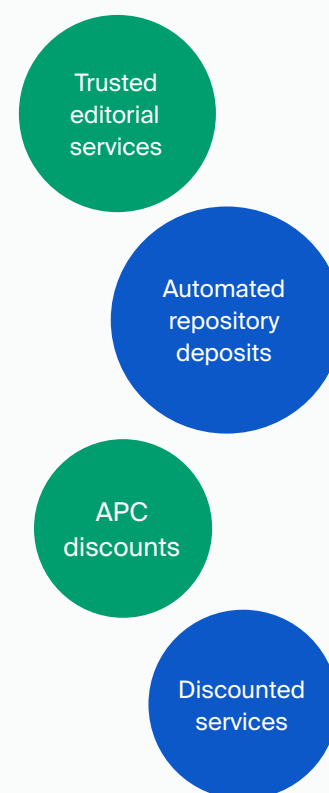 Trusted
editorial
services
Automated
repository
deposits
APC
discounts
Discounted
services